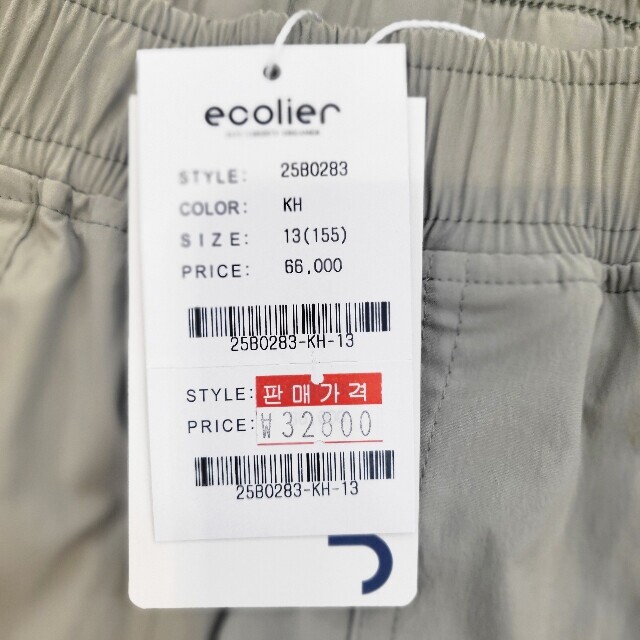 ecolier
STYLE: 25B0283
COLOR: KH
SIZE: 13(155)
PRICE: 66,000
25B0283-KH-13
STYLE: 판매가격
PRICE: ₩32800
25B0283-KH-13